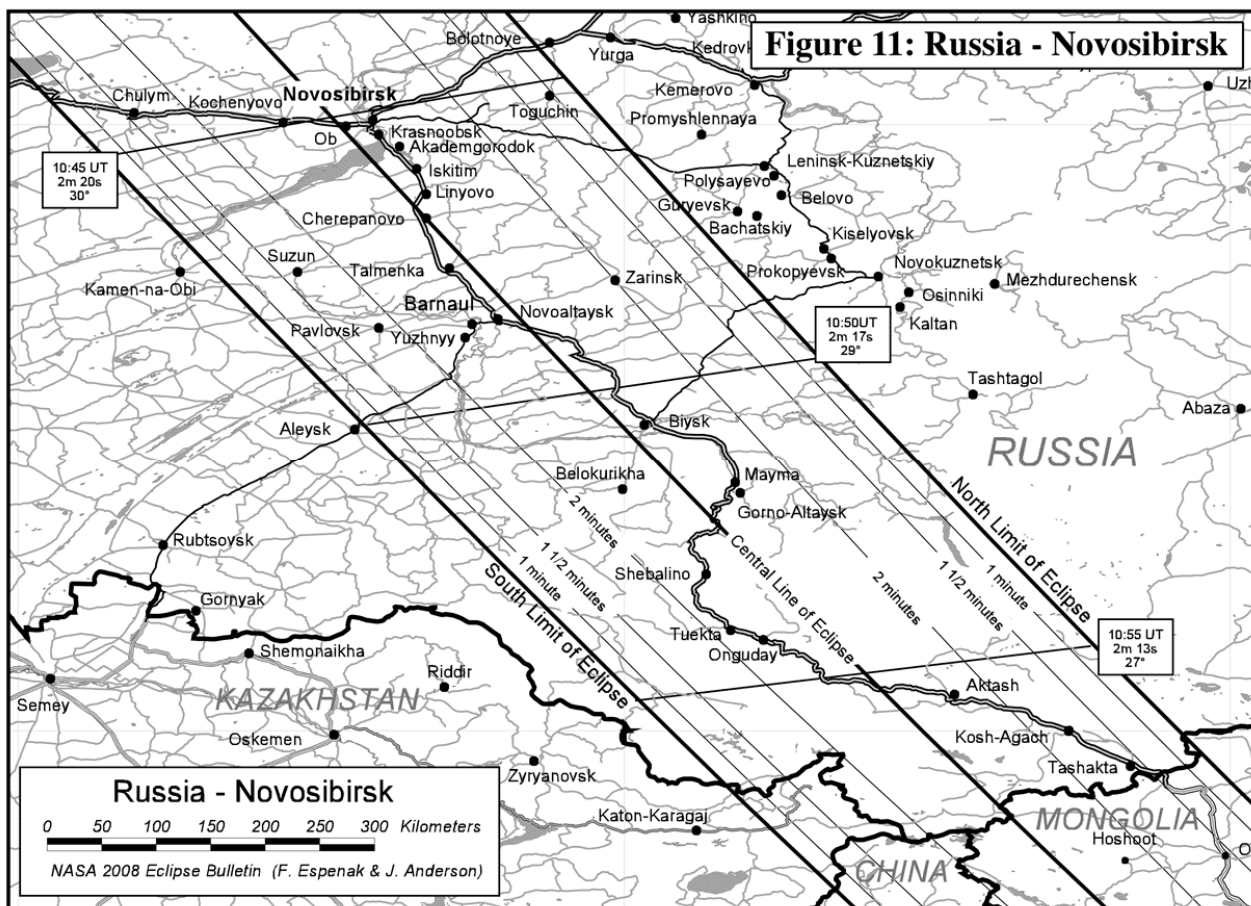 Figure 11: Russia - Novosibirsk
Yashkino
Bolotnoye
Yurga
Kedrovk
Uzh
Chulym
Kochenyovo
Novosibirsk
Toguchin
Kemerovo
Promyshlennaya
Ob
Krasnoobsk
Akademgorodok
Iskitim
Linyovo
Cherepanovo
Leninsk-Kuznetskiy
Polysayevo
Belovo
Guryevsk
Bachatskiy
Kiselyovsk
10:45 UT
2m 20s
30°
Suzun
Talmenka
Zarinsk
Prokopyevsk
Novokuznetsk
Mezhdurechensk
Kamen-na-Obi
Osinniki
Kaltan
Barnaul
Novoaltaysk
Pavlovsk
Yuzhnyy
10:50UT
2m 17s
29°
Tashtagol
Abaza
Aleysk
Biysk
RUSSIA
Belokurikha
Mayma
Gorno-Altaysk
2 minutes
1 1/2 minutes
1 minute
South Limit of Eclipse
Central Line of Eclipse
2 minutes
1 1/2 minutes
1 minute
North Limit of Eclipse
Rubtsovsk
Shebalino
Gornyak
Tuekta
Onguday
10:55 UT
2m 13s
27°
Shemonaikha
Semey
KAZAKHSTAN
Riddir
Aktash
Oskemen
Kosh-Agach
Zyryanovsk
Tashakta
Katon-Karagaj
MONGOLIA
Hoshoot
O
CHINA
Russia - Novosibirsk
0 50 100 150 200 250 300 Kilometers
NASA 2008 Eclipse Bulletin (F. Espenak & J. Anderson)